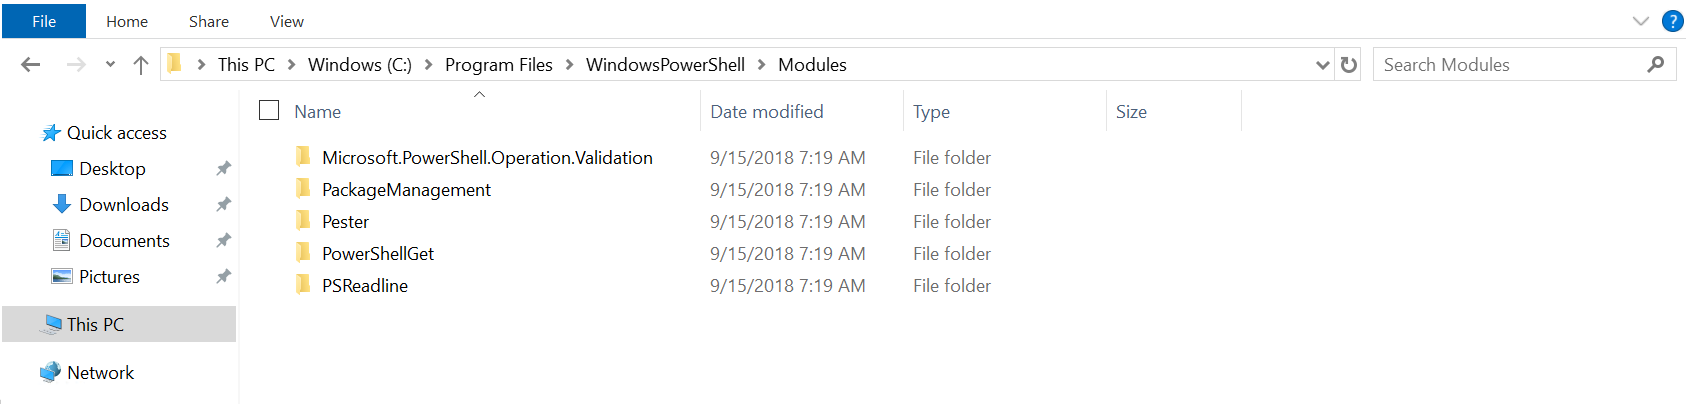 File Home Share View ?
This PC Windows (C:) Program Files WindowsPowerShell Modules Search Modules
Name Date modified Type Size
Quick access
Desktop
Downloads
Documents
Pictures
This PC
Network
Microsoft.PowerShell.Operation.Validation 9/15/2018 7:19 AM File folder
PackageManagement 9/15/2018 7:19 AM File folder
Pester 9/15/2018 7:19 AM File folder
PowerShellGet 9/15/2018 7:19 AM File folder
PSReadline 9/15/2018 7:19 AM File folder